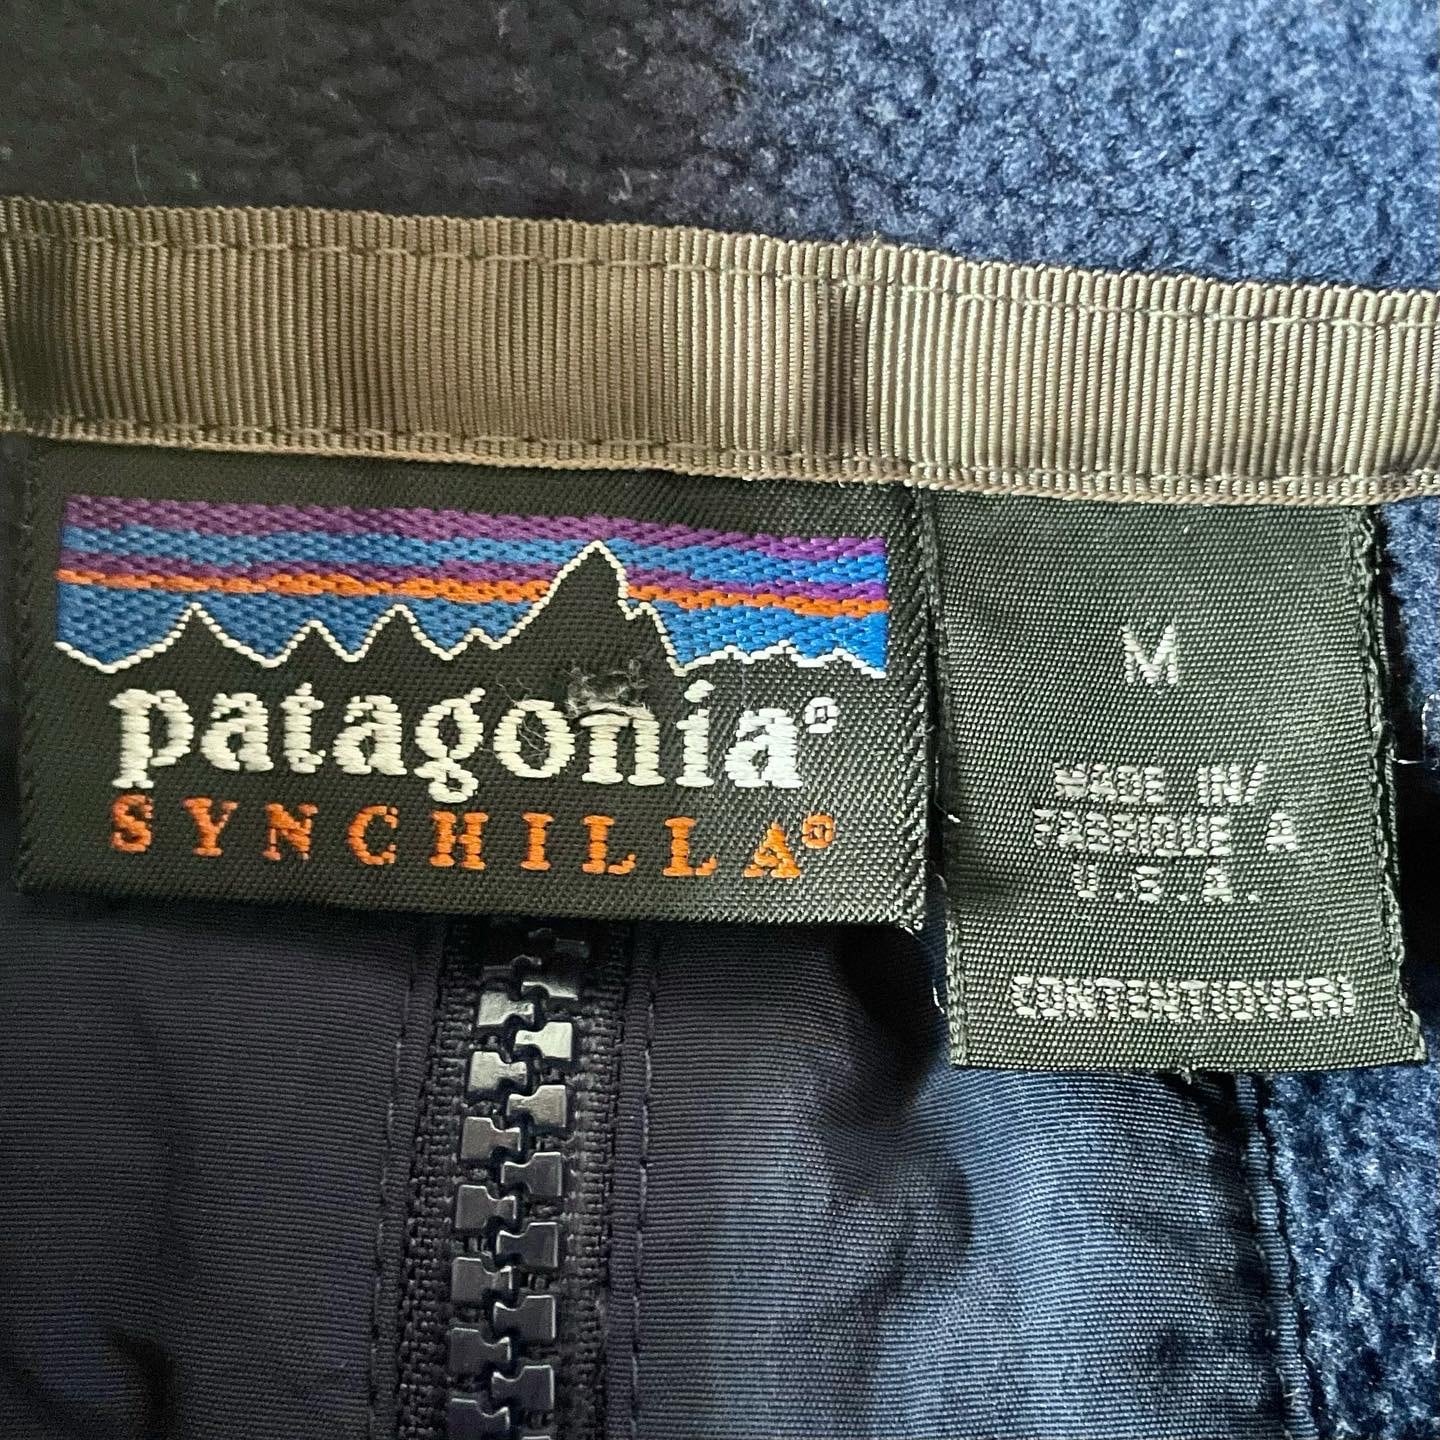 patagonia®
SYNCHILLA®
M
MADE IN/
FABRIQUE A
U.S.A.
CONTENT(OVER)